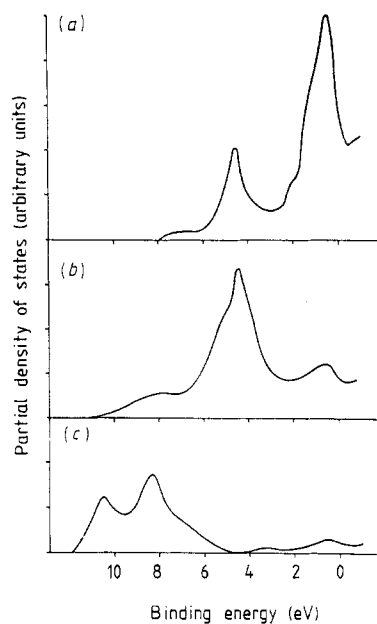 (a)
(b)
(c)
Partial density of states (arbitrary units)
10 8 6 4 2 0
Binding energy (eV)